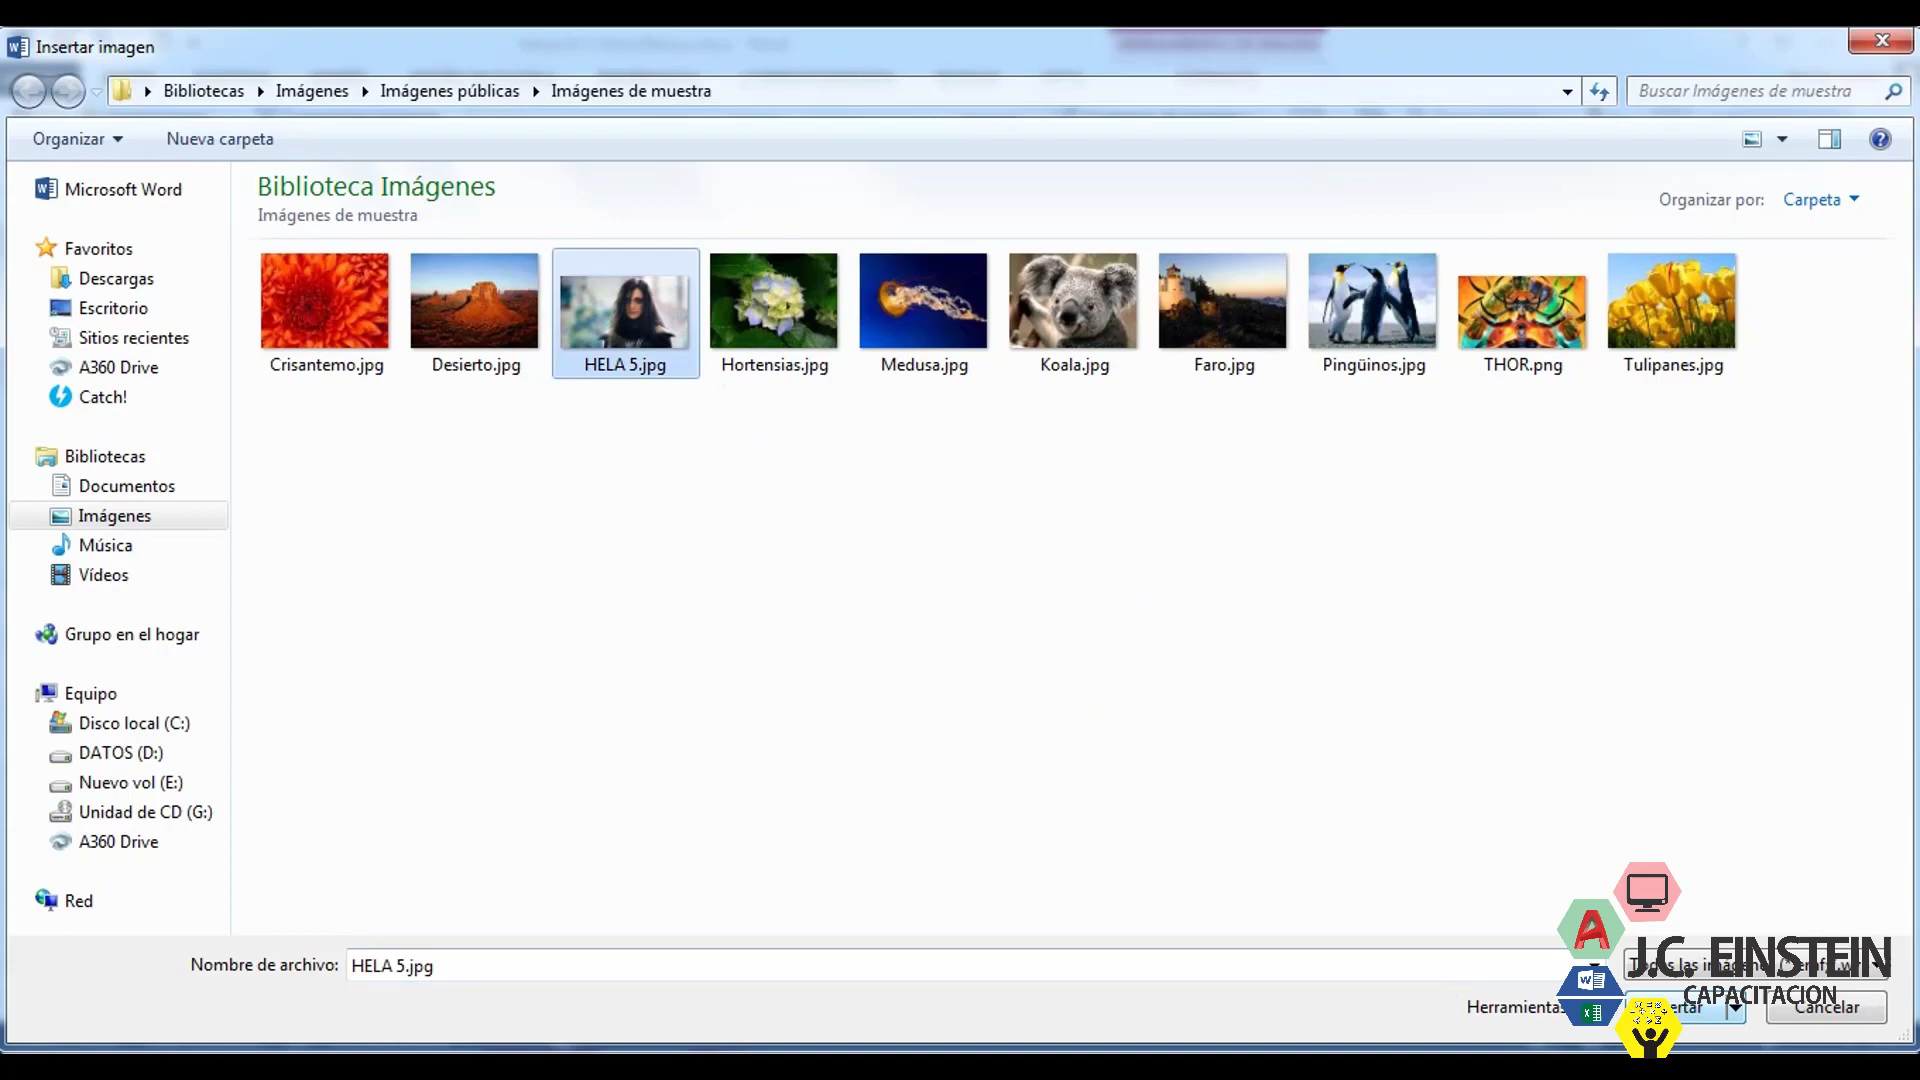 Insertar imagen
Bibliotecas Imágenes Imágenes públicas Imágenes de muestra
Buscar Imágenes de muestra
Organizar Nueva carpeta
Microsoft Word
Favoritos
Descargas
Escritorio
Sitios recientes
A360 Drive
Catch!
Bibliotecas
Documentos
Imágenes
Música
Vídeos
Grupo en el hogar
Equipo
Disco local (C:)
DATOS (D:)
Nuevo vol (E:)
Unidad de CD (G:)
A360 Drive
Red
Biblioteca Imágenes
Imágenes de muestra
Organizar por: Carpeta
Crisantemo.jpg Desierto.jpg HELA 5.jpg Hortensias.jpg Medusa.jpg Koala.jpg Faro.jpg Pingüinos.jpg THOR.png Tulipanes.jpg
Nombre de archivo: HELA 5.jpg
Herramientas Cancelar
J.C. EINSTEIN
CAPACITACION